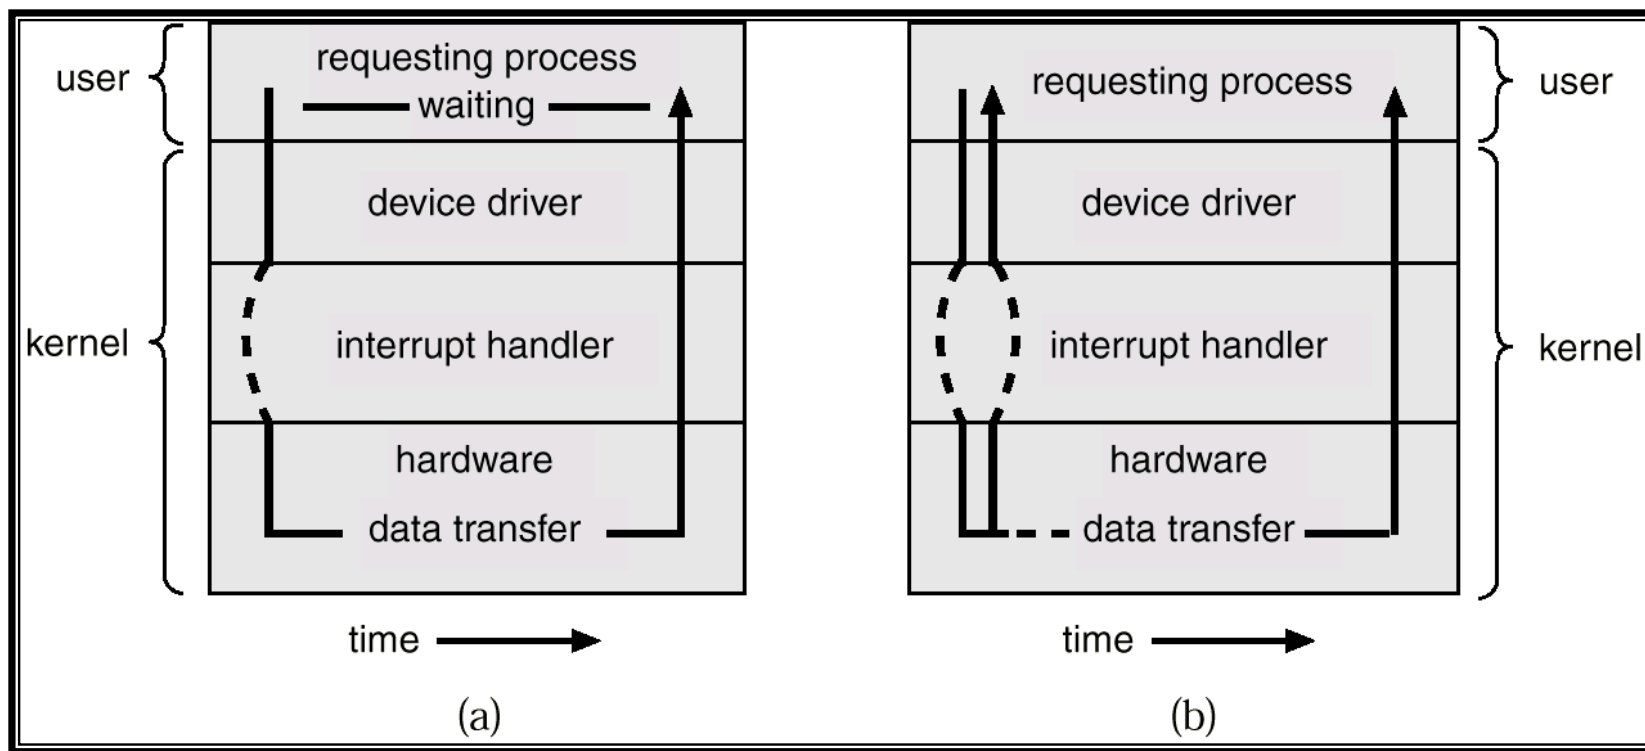 user
requesting process
waiting
device driver
kernel
interrupt handler
hardware
data transfer
time
(a)
requesting process
user
device driver
interrupt handler
kernel
hardware
data transfer
time
(b)